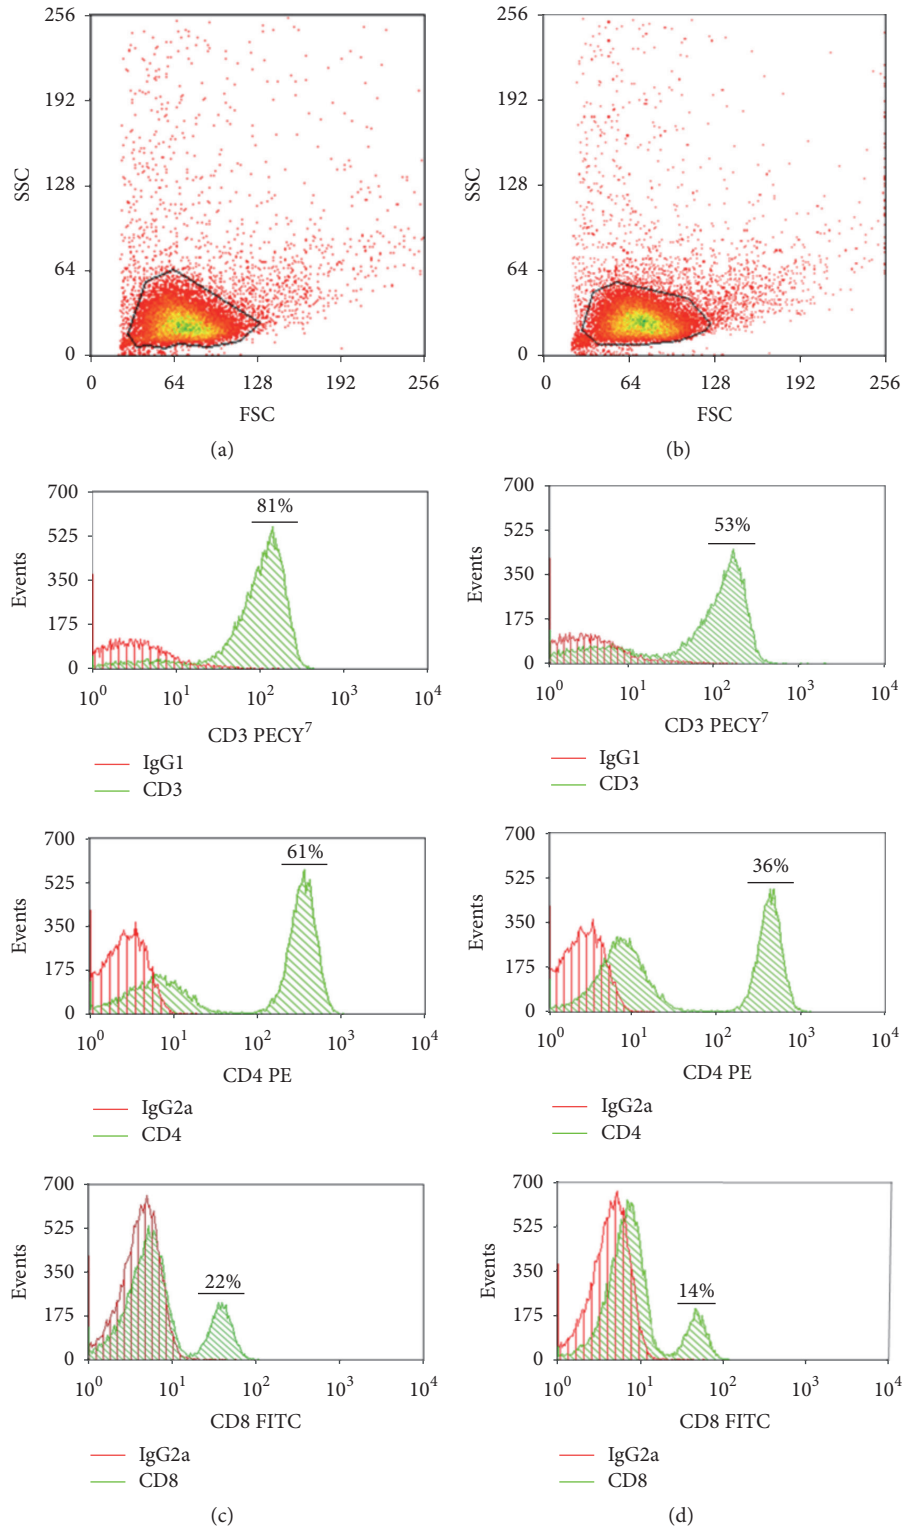 256
192
128
64
0
SSC
0 64 128 192 256
FSC
(a)
256
192
128
64
0
SSC
0 64 128 192 256
FSC
(b)
700
525
350
175
0
Events
81%
10⁰ 10¹ 10² 10³ 10⁴
CD3 PECY⁷
IgG1
CD3
700
525
350
175
0
Events
53%
10⁰ 10¹ 10² 10³ 10⁴
CD3 PECY⁷
IgG1
CD3
700
525
350
175
0
Events
61%
10⁰ 10¹ 10² 10³ 10⁴
CD4 PE
IgG2a
CD4
700
525
350
175
0
Events
36%
10⁰ 10¹ 10² 10³ 10⁴
CD4 PE
IgG2a
CD4
700
525
350
175
0
Events
22%
10⁰ 10¹ 10² 10³ 10⁴
CD8 FITC
IgG2a
CD8
(c)
700
525
350
175
0
Events
14%
10⁰ 10¹ 10² 10³ 10⁴
CD8 FITC
IgG2a
CD8
(d)